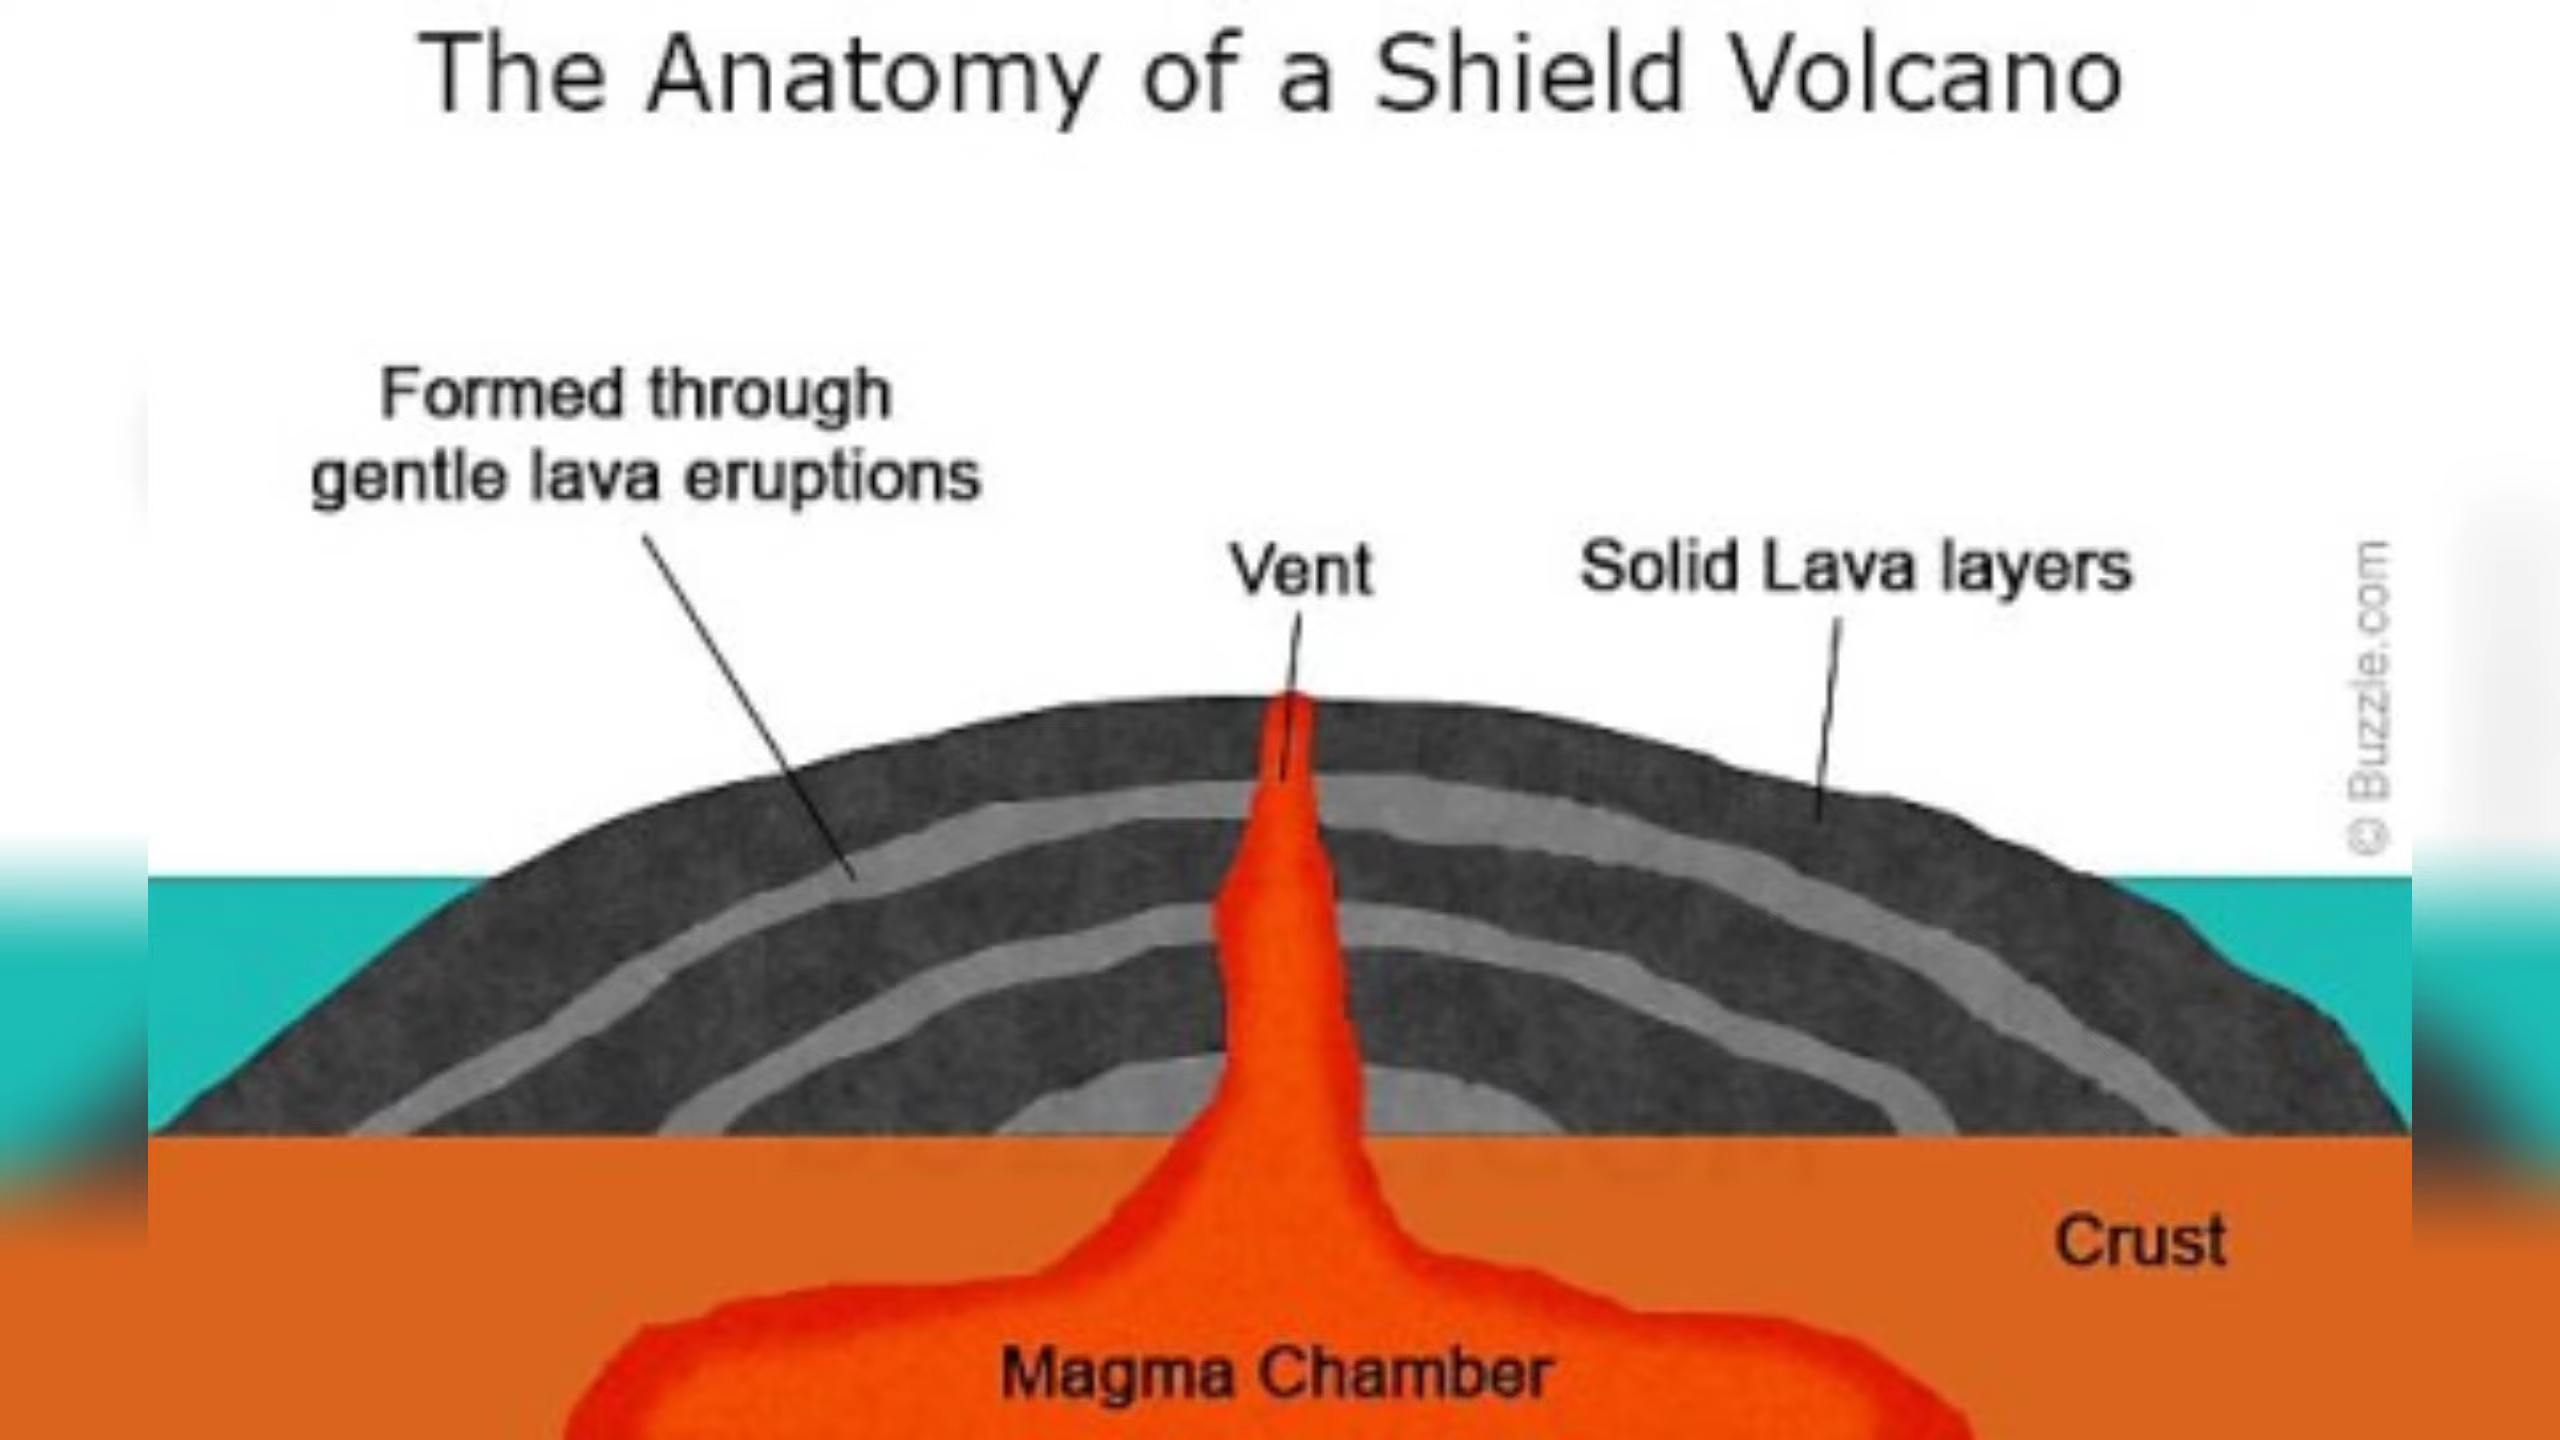 The Anatomy of a Shield Volcano
Formed through
gentle lava eruptions
Vent
Solid Lava layers
© Buzzle.com
Crust
Magma Chamber